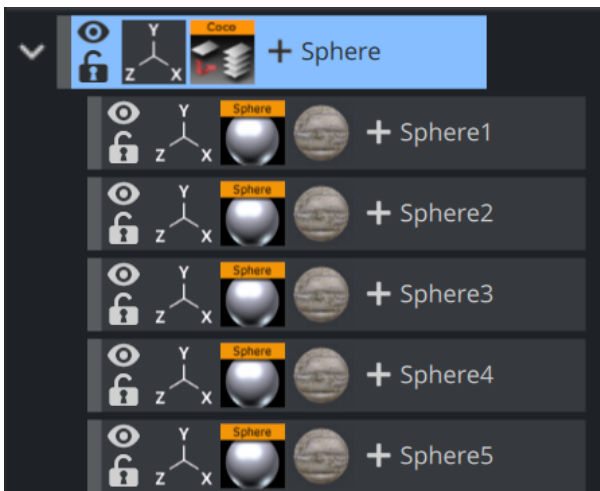 Coco
Y
Z X
Sphere
Sphere
Y
Z X
Sphere1
Sphere
Y
Z X
Sphere2
Sphere
Y
Z X
Sphere3
Sphere
Y
Z X
Sphere4
Sphere
Y
Z X
Sphere5